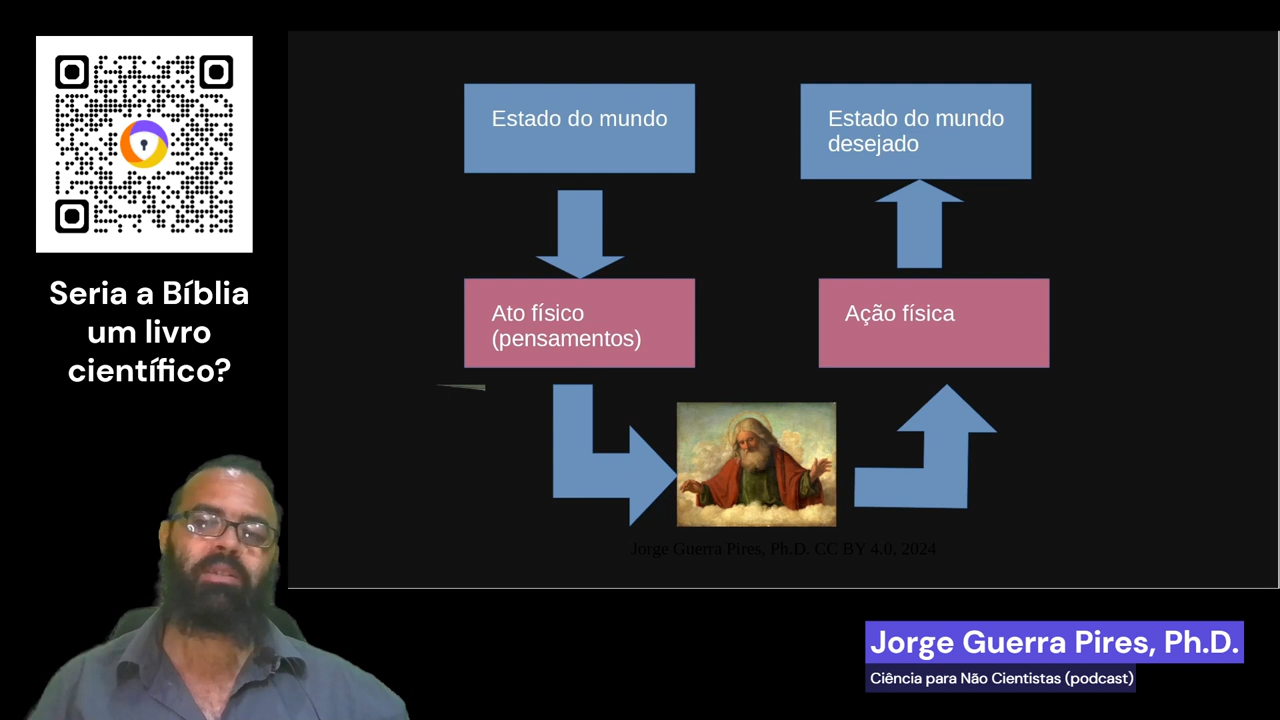 Seria a Bíblia
um livro
científico?
Estado do mundo
Estado do mundo
desejado
Ato físico
(pensamentos)
Ação física
Jorge Guerra Pires, Ph.D. CC BY 4.0, 2024
Jorge Guerra Pires, Ph.D.
Ciência para Não Cientistas (podcast)